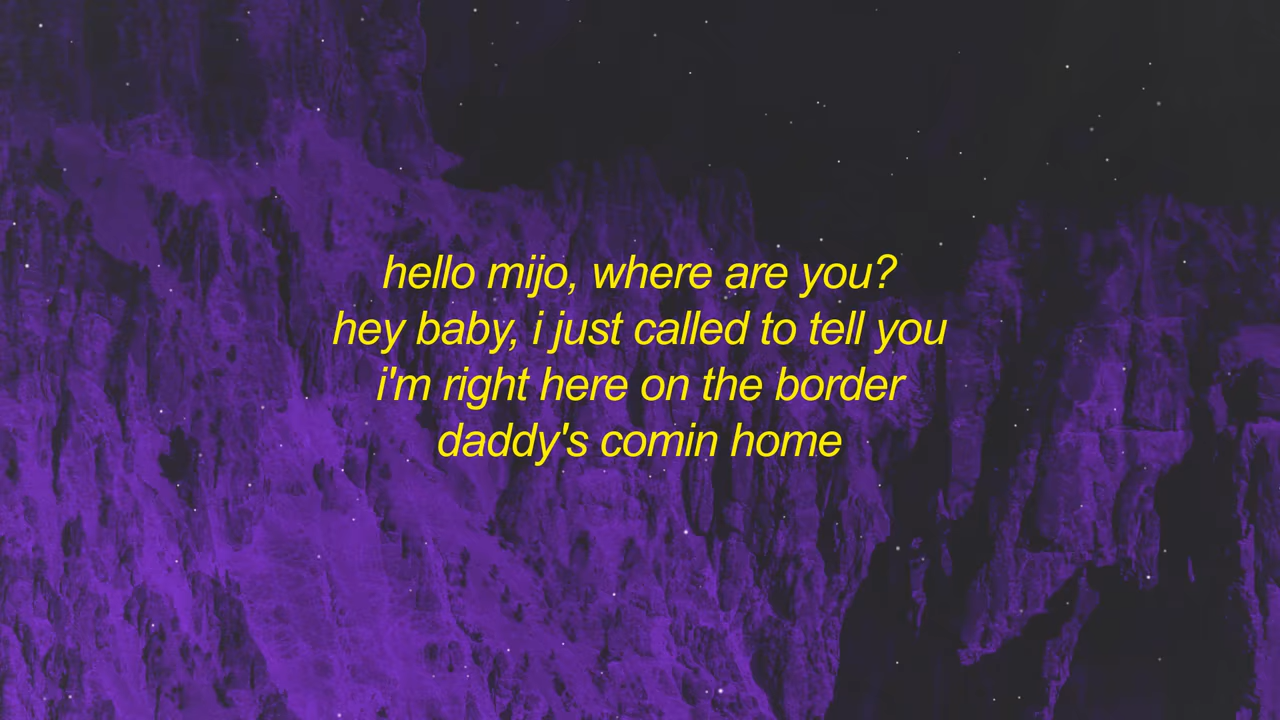 hello mijo, where are you?
hey baby, i just called to tell you
i'm right here on the border
daddy's comin home